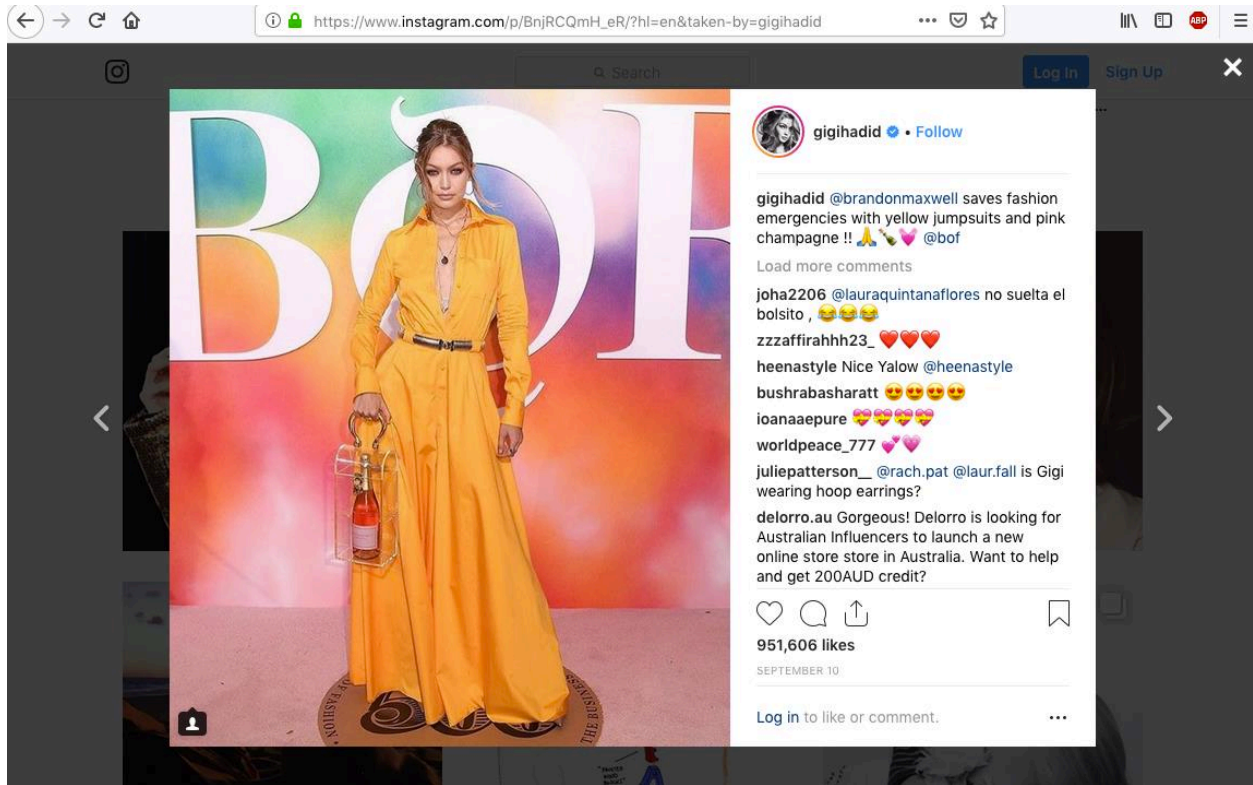 https://www.instagram.com/p/BnjRCQmH_eR/?hl=en&taken-by=gigihadid
ABP
Search
Log In
Sign Up
BOF
gigihadid • Follow
gigihadid @brandonmaxwell saves fashion
emergencies with yellow jumpsuits and pink
champagne !! 🙏🍾💓 @bof
Load more comments
joha2206 @lauraquintanaflores no suelta el
bolsito , 😂😂😂
zzzaffirahhh23_ ❤️❤️❤️
heenastyle Nice Yalow @heenastyle
bushrabasharatt 😍😍😍😍
ioanaaepure 💝💝💝💝
worldpeace_777 💕💗
juliepatterson__ @rach.pat @laur.fall is Gigi
wearing hoop earrings?
delorro.au Gorgeous! Delorro is looking for
Australian Influencers to launch a new
online store store in Australia. Want to help
and get 200AUD credit?
951,606 likes
SEPTEMBER 10
Log in to like or comment.
OF FASHION •
500
THE BUSINESS